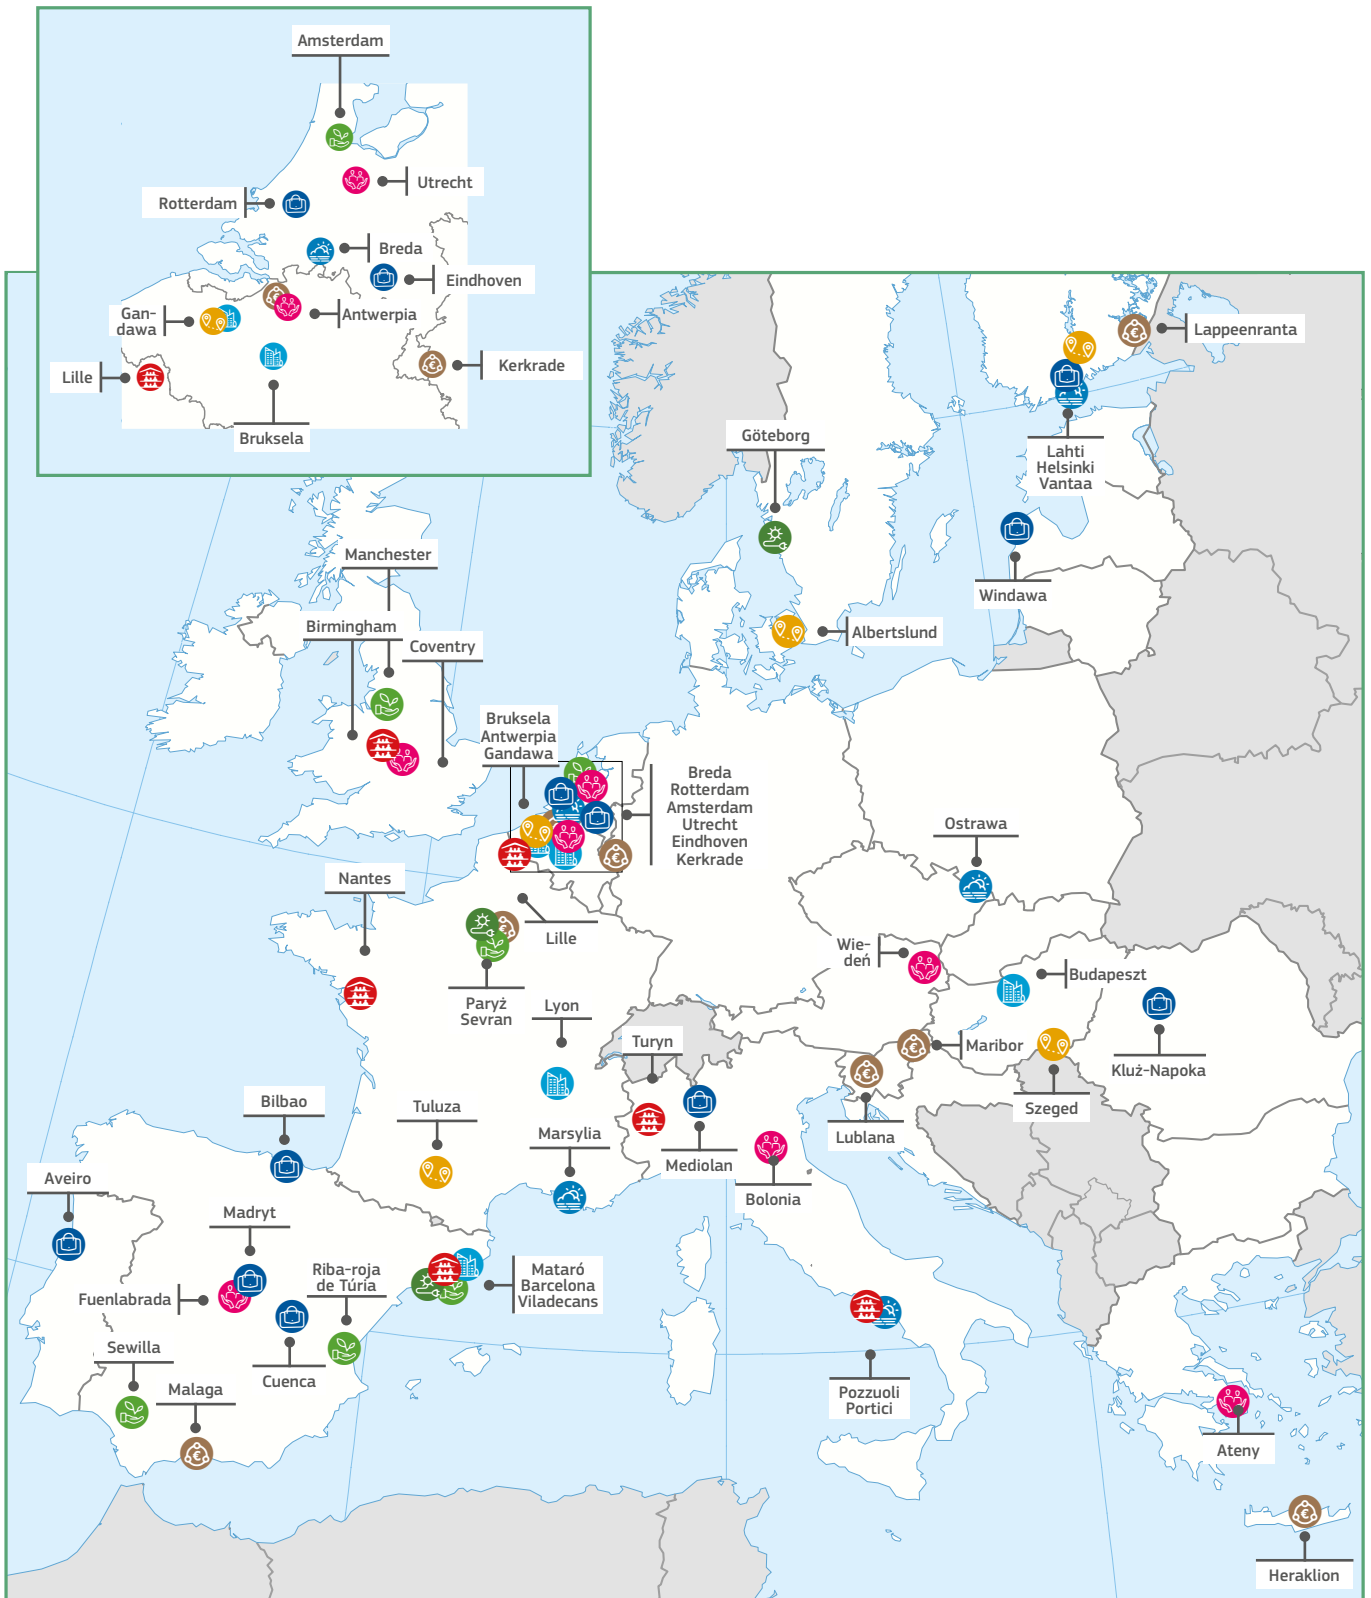 Amsterdam
Utrecht
Rotterdam
Breda
Eindhoven
Gan-
dawa
Antwerpia
Kerkrade
Lille
Bruksela
Lappeenranta
Göteborg
Lahti
Helsinki
Vantaa
Manchester
Windawa
Birmingham
Coventry
Albertslund
Bruksela
Antwerpia
Gandawa
Breda
Rotterdam
Amsterdam
Utrecht
Eindhoven
Kerkrade
Ostrawa
Nantes
Lille
Wie-
deń
Budapeszt
Paryż
Sevran
Lyon
Turyn
Maribor
Kluż-Napoka
Szeged
Bilbao
Tuluza
Marsylia
Lublana
Mediolan
Aveiro
Bolonia
Madryt
Riba-roja
de Túria
Mataró
Barcelona
Viladecans
Fuenlabrada
Sewilla
Cuenca
Malaga
Pozzuoli
Portici
Ateny
Heraklion